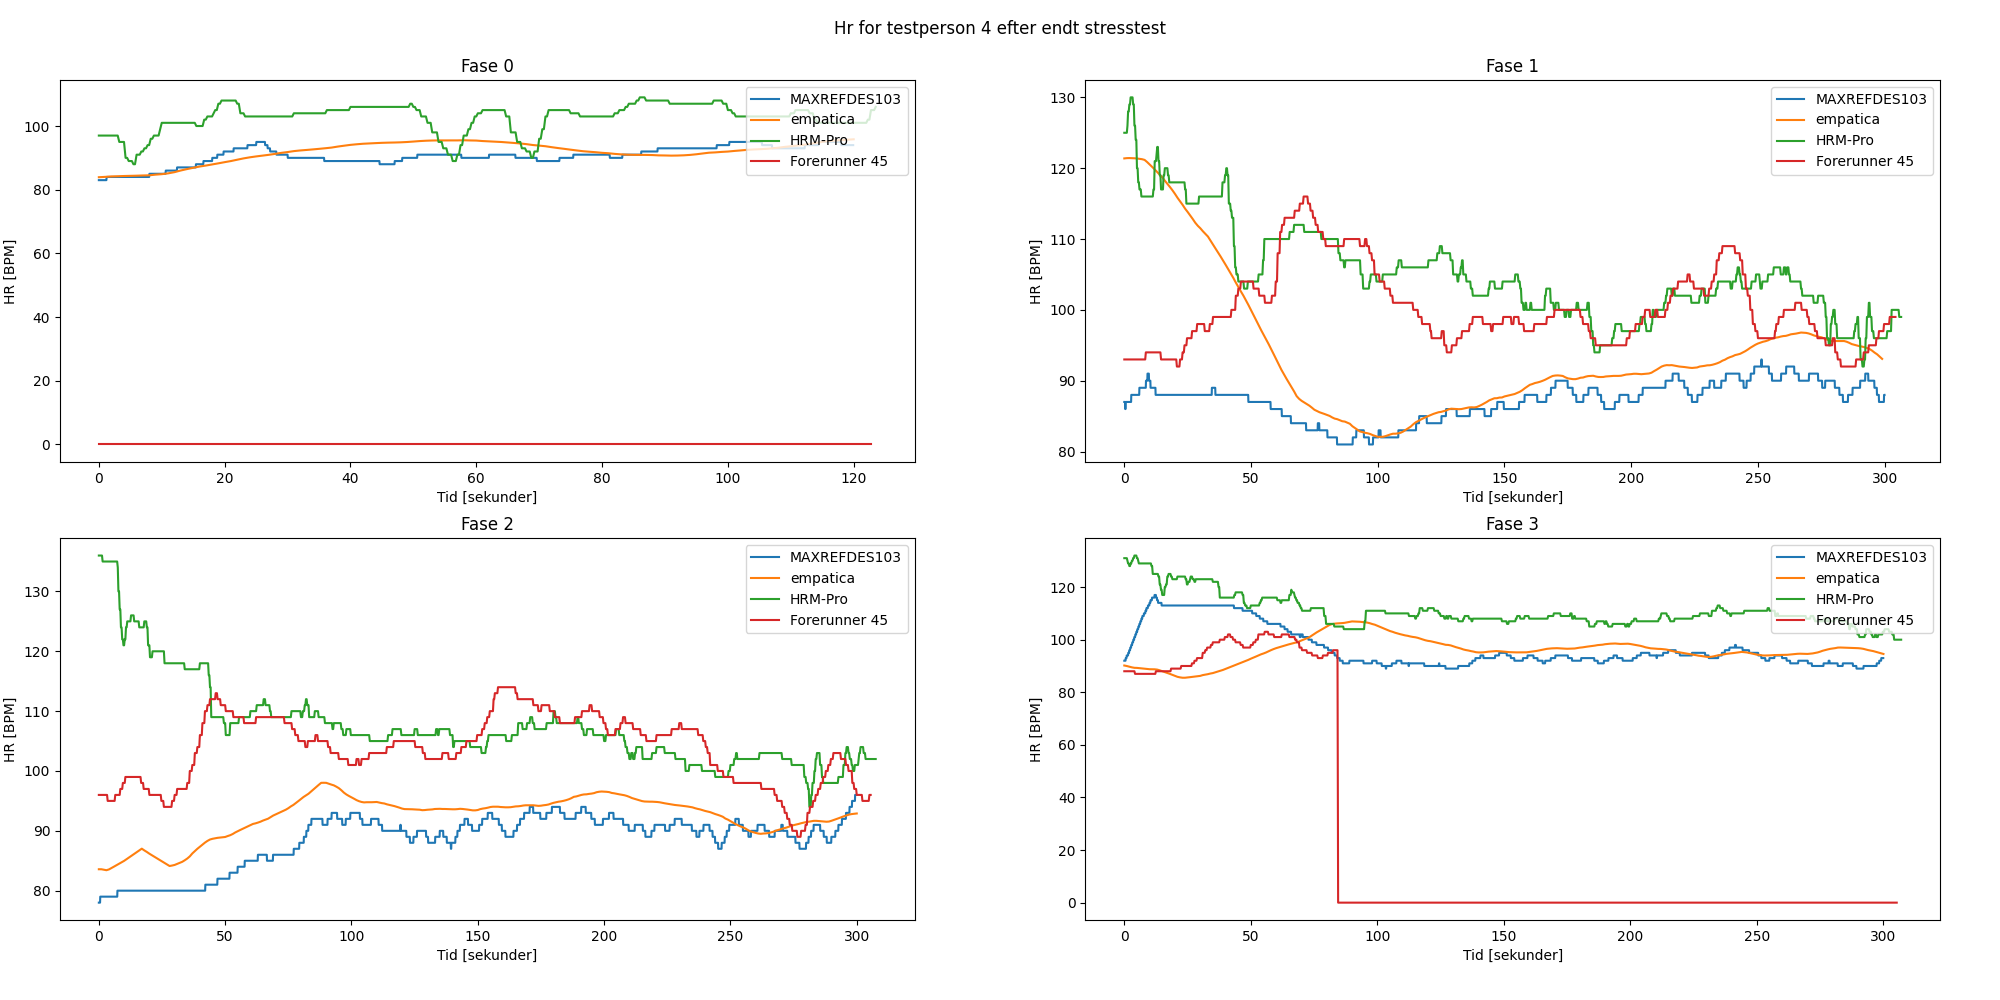 Hr for testperson 4 efter endt stresstest
Fase 0
HR [BPM]
100
80
60
40
20
0
MAXREFDES103
empatica
HRM-Pro
Forerunner 45
0 20 40 60 80 100 120
Tid [sekunder]
Fase 1
HR [BPM]
130
120
110
100
90
80
MAXREFDES103
empatica
HRM-Pro
Forerunner 45
0 50 100 150 200 250 300
Tid [sekunder]
Fase 2
HR [BPM]
130
120
110
100
90
80
MAXREFDES103
empatica
HRM-Pro
Forerunner 45
0 50 100 150 200 250 300
Tid [sekunder]
Fase 3
HR [BPM]
120
100
80
60
40
20
0
MAXREFDES103
empatica
HRM-Pro
Forerunner 45
0 50 100 150 200 250 300
Tid [sekunder]